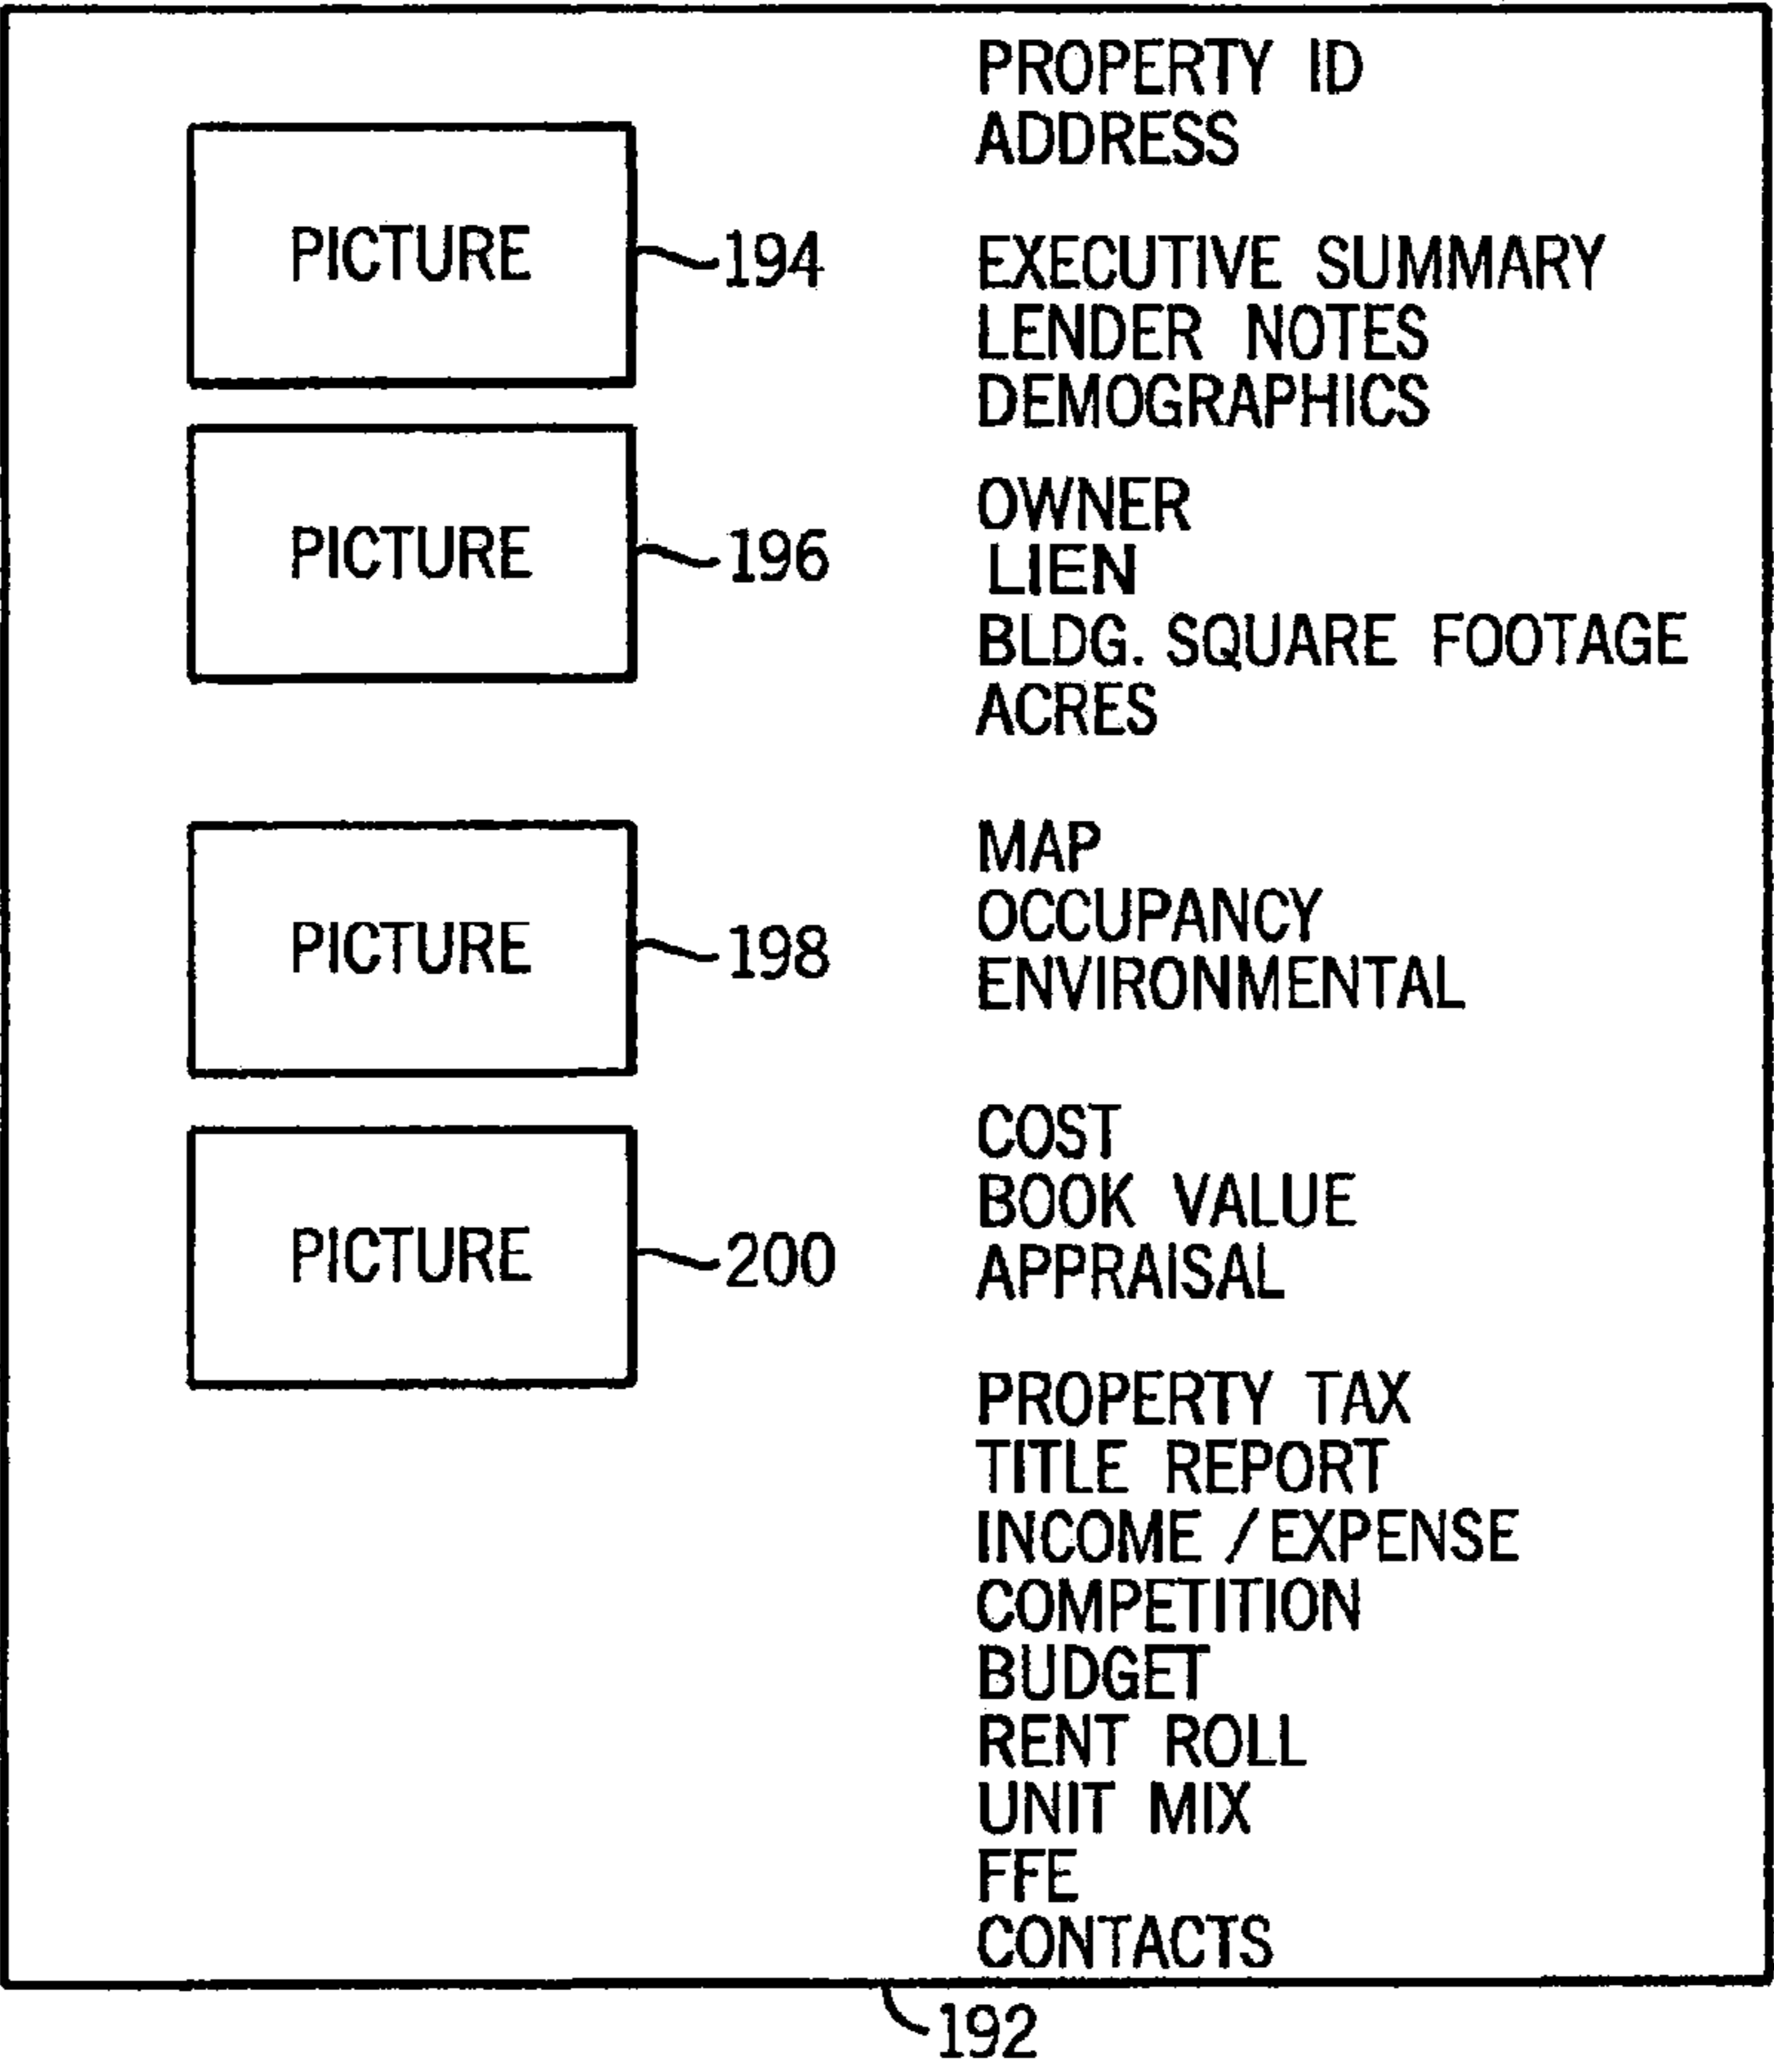 PROPERTY ID
ADDRESS
PICTURE
194
EXECUTIVE SUMMARY
LENDER NOTES
DEMOGRAPHICS
PICTURE
196
OWNER
LIEN
BLDG. SQUARE FOOTAGE
ACRES
PICTURE
198
MAP
OCCUPANCY
ENVIRONMENTAL
PICTURE
200
COST
BOOK VALUE
APPRAISAL
PROPERTY TAX
TITLE REPORT
INCOME / EXPENSE
COMPETITION
BUDGET
RENT ROLL
UNIT MIX
FFE
CONTACTS
192